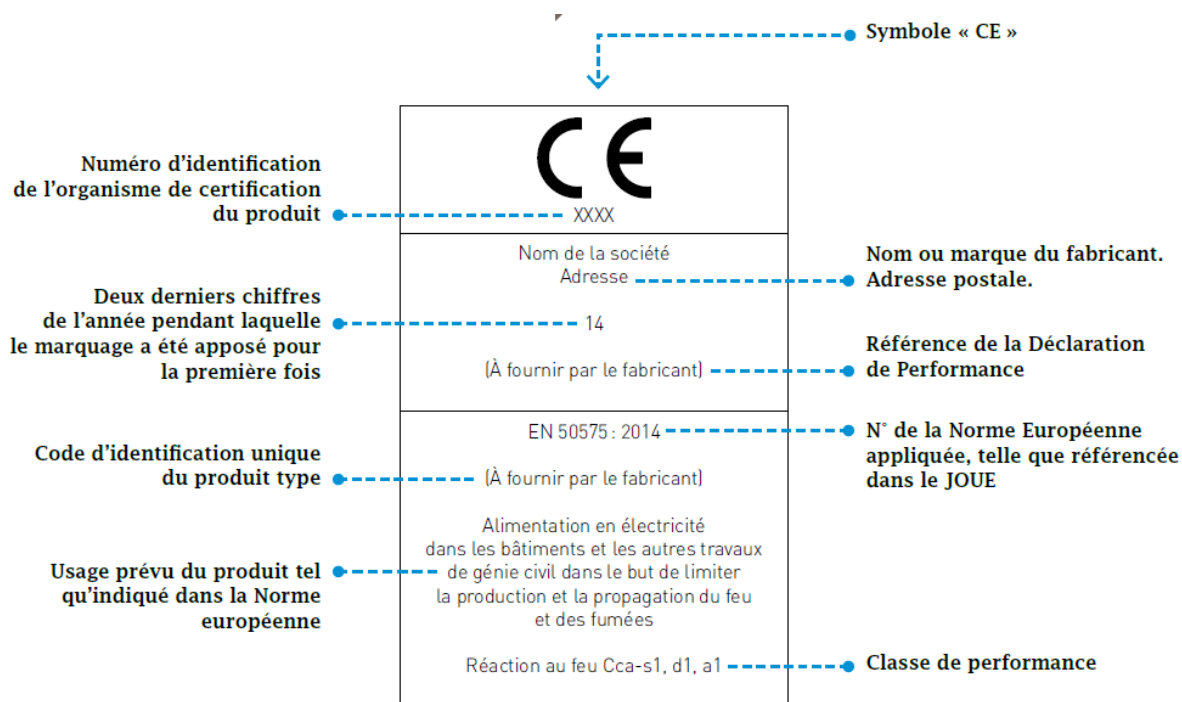 Symbole « CE »
CE
Numéro d’identification
de l’organisme de certification
du produit
XXXX
Nom de la société
Adresse
Nom ou marque du fabricant.
Adresse postale.
Deux derniers chiffres
de l’année pendant laquelle
le marquage a été apposé pour
la première fois
14
(À fournir par le fabricant)
Référence de la Déclaration
de Performance
EN 50575 : 2014
N° de la Norme Européenne
appliquée, telle que référencée
dans le JOUE
Code d’identification unique
du produit type
(À fournir par le fabricant)
Usage prévu du produit tel
qu’indiqué dans la Norme
européenne
Alimentation en électricité
dans les bâtiments et les autres travaux
de génie civil dans le but de limiter
la production et la propagation du feu
et des fumées
Réaction au feu Cca-s1, d1, a1
Classe de performance